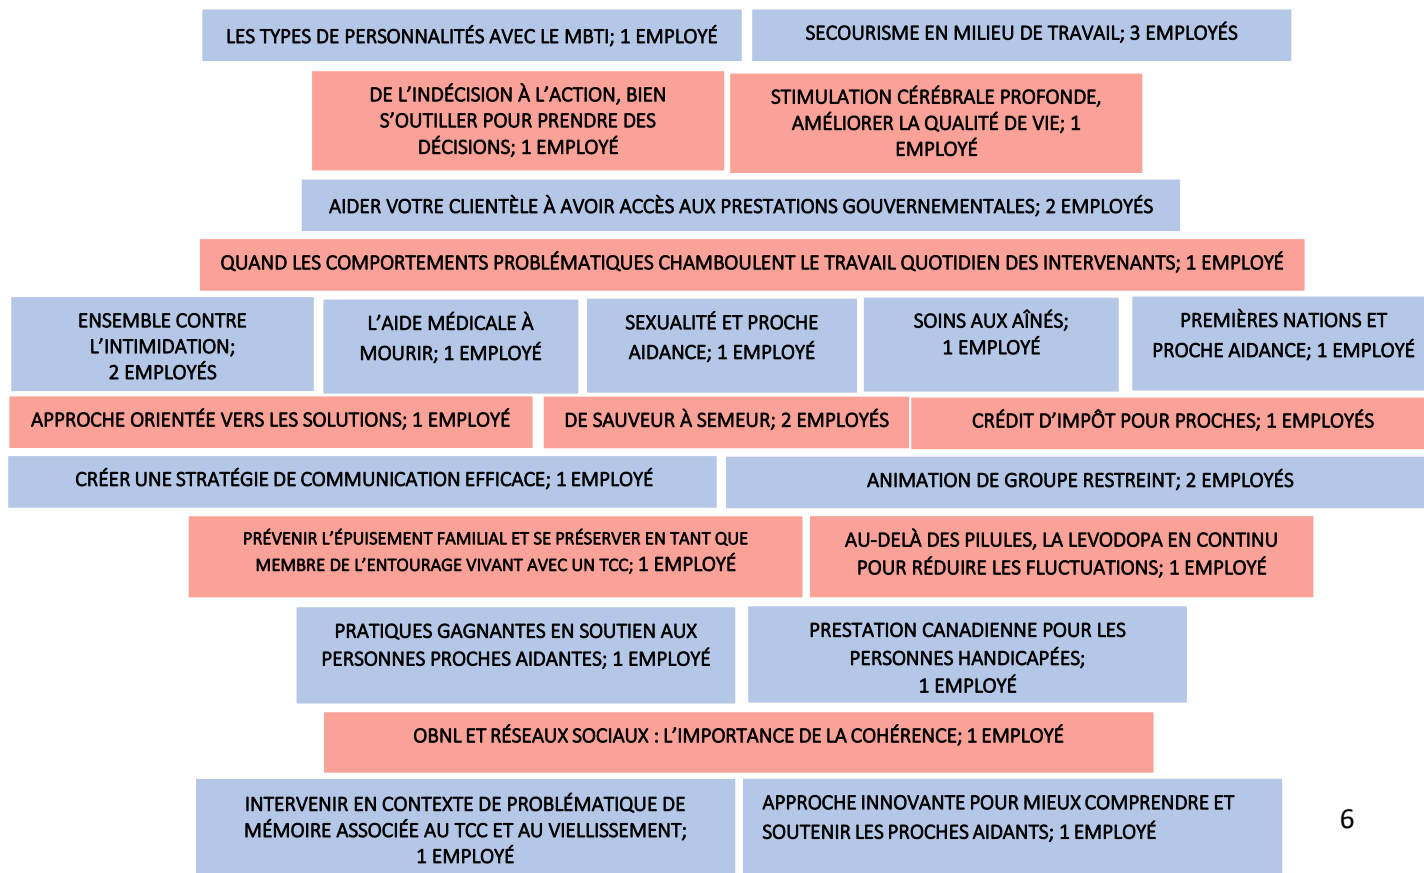 LES TYPES DE PERSONNALITÉS AVEC LE MBTI; 1 EMPLOYÉ
SECOURISME EN MILIEU DE TRAVAIL; 3 EMPLOYÉS
DE L’INDÉCISION À L’ACTION, BIEN
S’OUTILLER POUR PRENDRE DES
DÉCISIONS; 1 EMPLOYÉ
STIMULATION CÉRÉBRALE PROFONDE,
AMÉLIORER LA QUALITÉ DE VIE; 1
EMPLOYÉ
AIDER VOTRE CLIENTÈLE À AVOIR ACCÈS AUX PRESTATIONS GOUVERNEMENTALES; 2 EMPLOYÉS
QUAND LES COMPORTEMENTS PROBLÉMATIQUES CHAMBOULENT LE TRAVAIL QUOTIDIEN DES INTERVENANTS; 1 EMPLOYÉ
ENSEMBLE CONTRE
L’INTIMIDATION;
2 EMPLOYÉS
L’AIDE MÉDICALE À
MOURIR; 1 EMPLOYÉ
SEXUALITÉ ET PROCHE
AIDANCE; 1 EMPLOYÉ
SOINS AUX AÎNÉS;
1 EMPLOYÉ
PREMIÈRES NATIONS ET
PROCHE AIDANCE; 1 EMPLOYÉ
APPROCHE ORIENTÉE VERS LES SOLUTIONS; 1 EMPLOYÉ
DE SAUVEUR À SEMEUR; 2 EMPLOYÉS
CRÉDIT D’IMPÔT POUR PROCHES; 1 EMPLOYÉS
CRÉER UNE STRATÉGIE DE COMMUNICATION EFFICACE; 1 EMPLOYÉ
ANIMATION DE GROUPE RESTREINT; 2 EMPLOYÉS
PRÉVENIR L’ÉPUISEMENT FAMILIAL ET SE PRÉSERVER EN TANT QUE
MEMBRE DE L’ENTOURAGE VIVANT AVEC UN TCC; 1 EMPLOYÉ
AU-DELÀ DES PILULES, LA LEVODOPA EN CONTINU
POUR RÉDUIRE LES FLUCTUATIONS; 1 EMPLOYÉ
PRATIQUES GAGNANTES EN SOUTIEN AUX
PERSONNES PROCHES AIDANTES; 1 EMPLOYÉ
PRESTATION CANADIENNE POUR LES
PERSONNES HANDICAPÉES;
1 EMPLOYÉ
OBNL ET RÉSEAUX SOCIAUX : L’IMPORTANCE DE LA COHÉRENCE; 1 EMPLOYÉ
INTERVENIR EN CONTEXTE DE PROBLÉMATIQUE DE
MÉMOIRE ASSOCIÉE AU TCC ET AU VIELLISSEMENT;
1 EMPLOYÉ
APPROCHE INNOVANTE POUR MIEUX COMPRENDRE ET
SOUTENIR LES PROCHES AIDANTS; 1 EMPLOYÉ
6